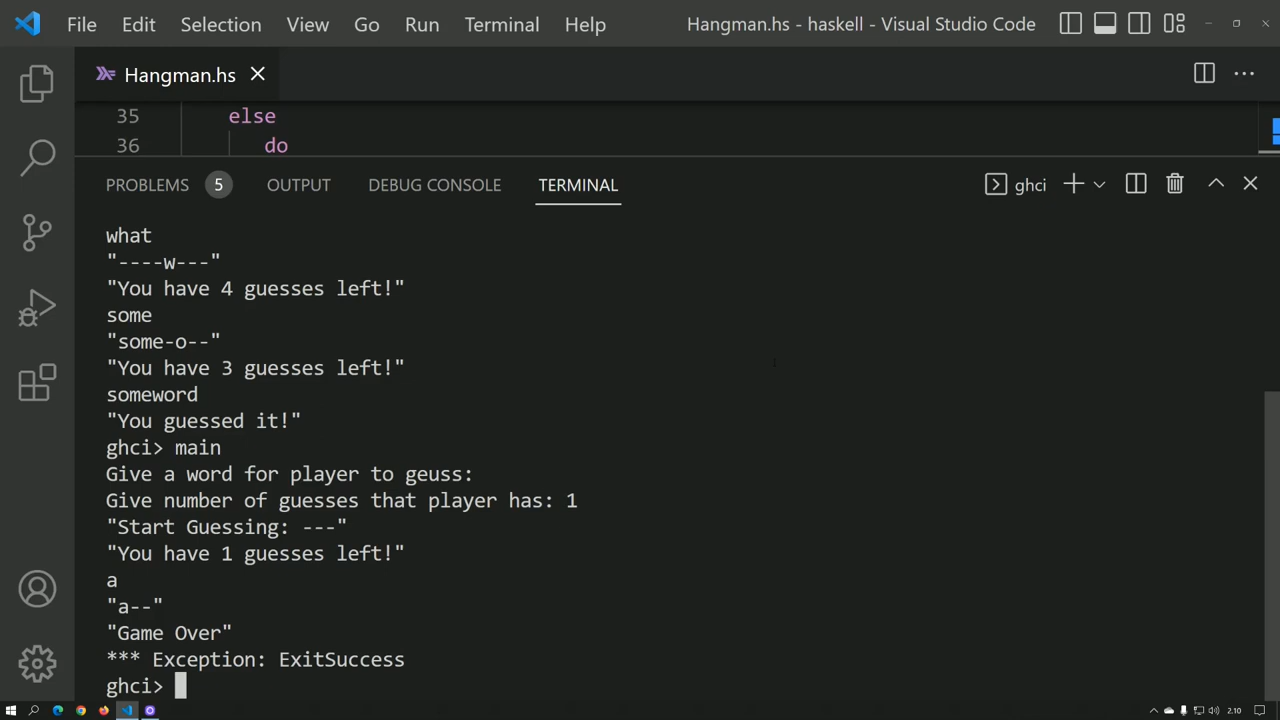 File Edit Selection View Go Run Terminal Help Hangman.hs - haskell - Visual Studio Code
Hangman.hs
35 else
36 do
PROBLEMS 5 OUTPUT DEBUG CONSOLE TERMINAL ghci
what
"----w---"
"You have 4 guesses left!"
some
"some-o--"
"You have 3 guesses left!"
someword
"You guessed it!"
ghci> main
Give a word for player to geuss:
Give number of guesses that player has: 1
"Start Guessing: ---"
"You have 1 guesses left!"
a
"a--"
"Game Over"
*** Exception: ExitSuccess
ghci>
2.10